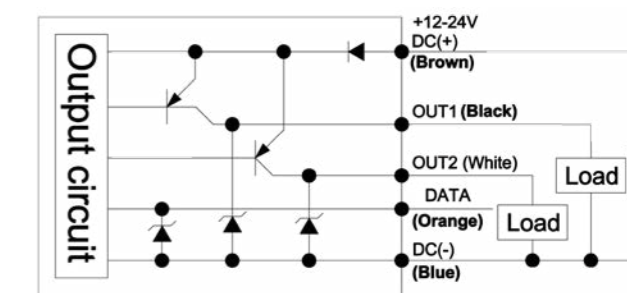 Output circuit
+12-24V
DC(+)
(Brown)
OUT1 (Black)
OUT2 (White)
Load
DATA
(Orange)
Load
DC(-)
(Blue)